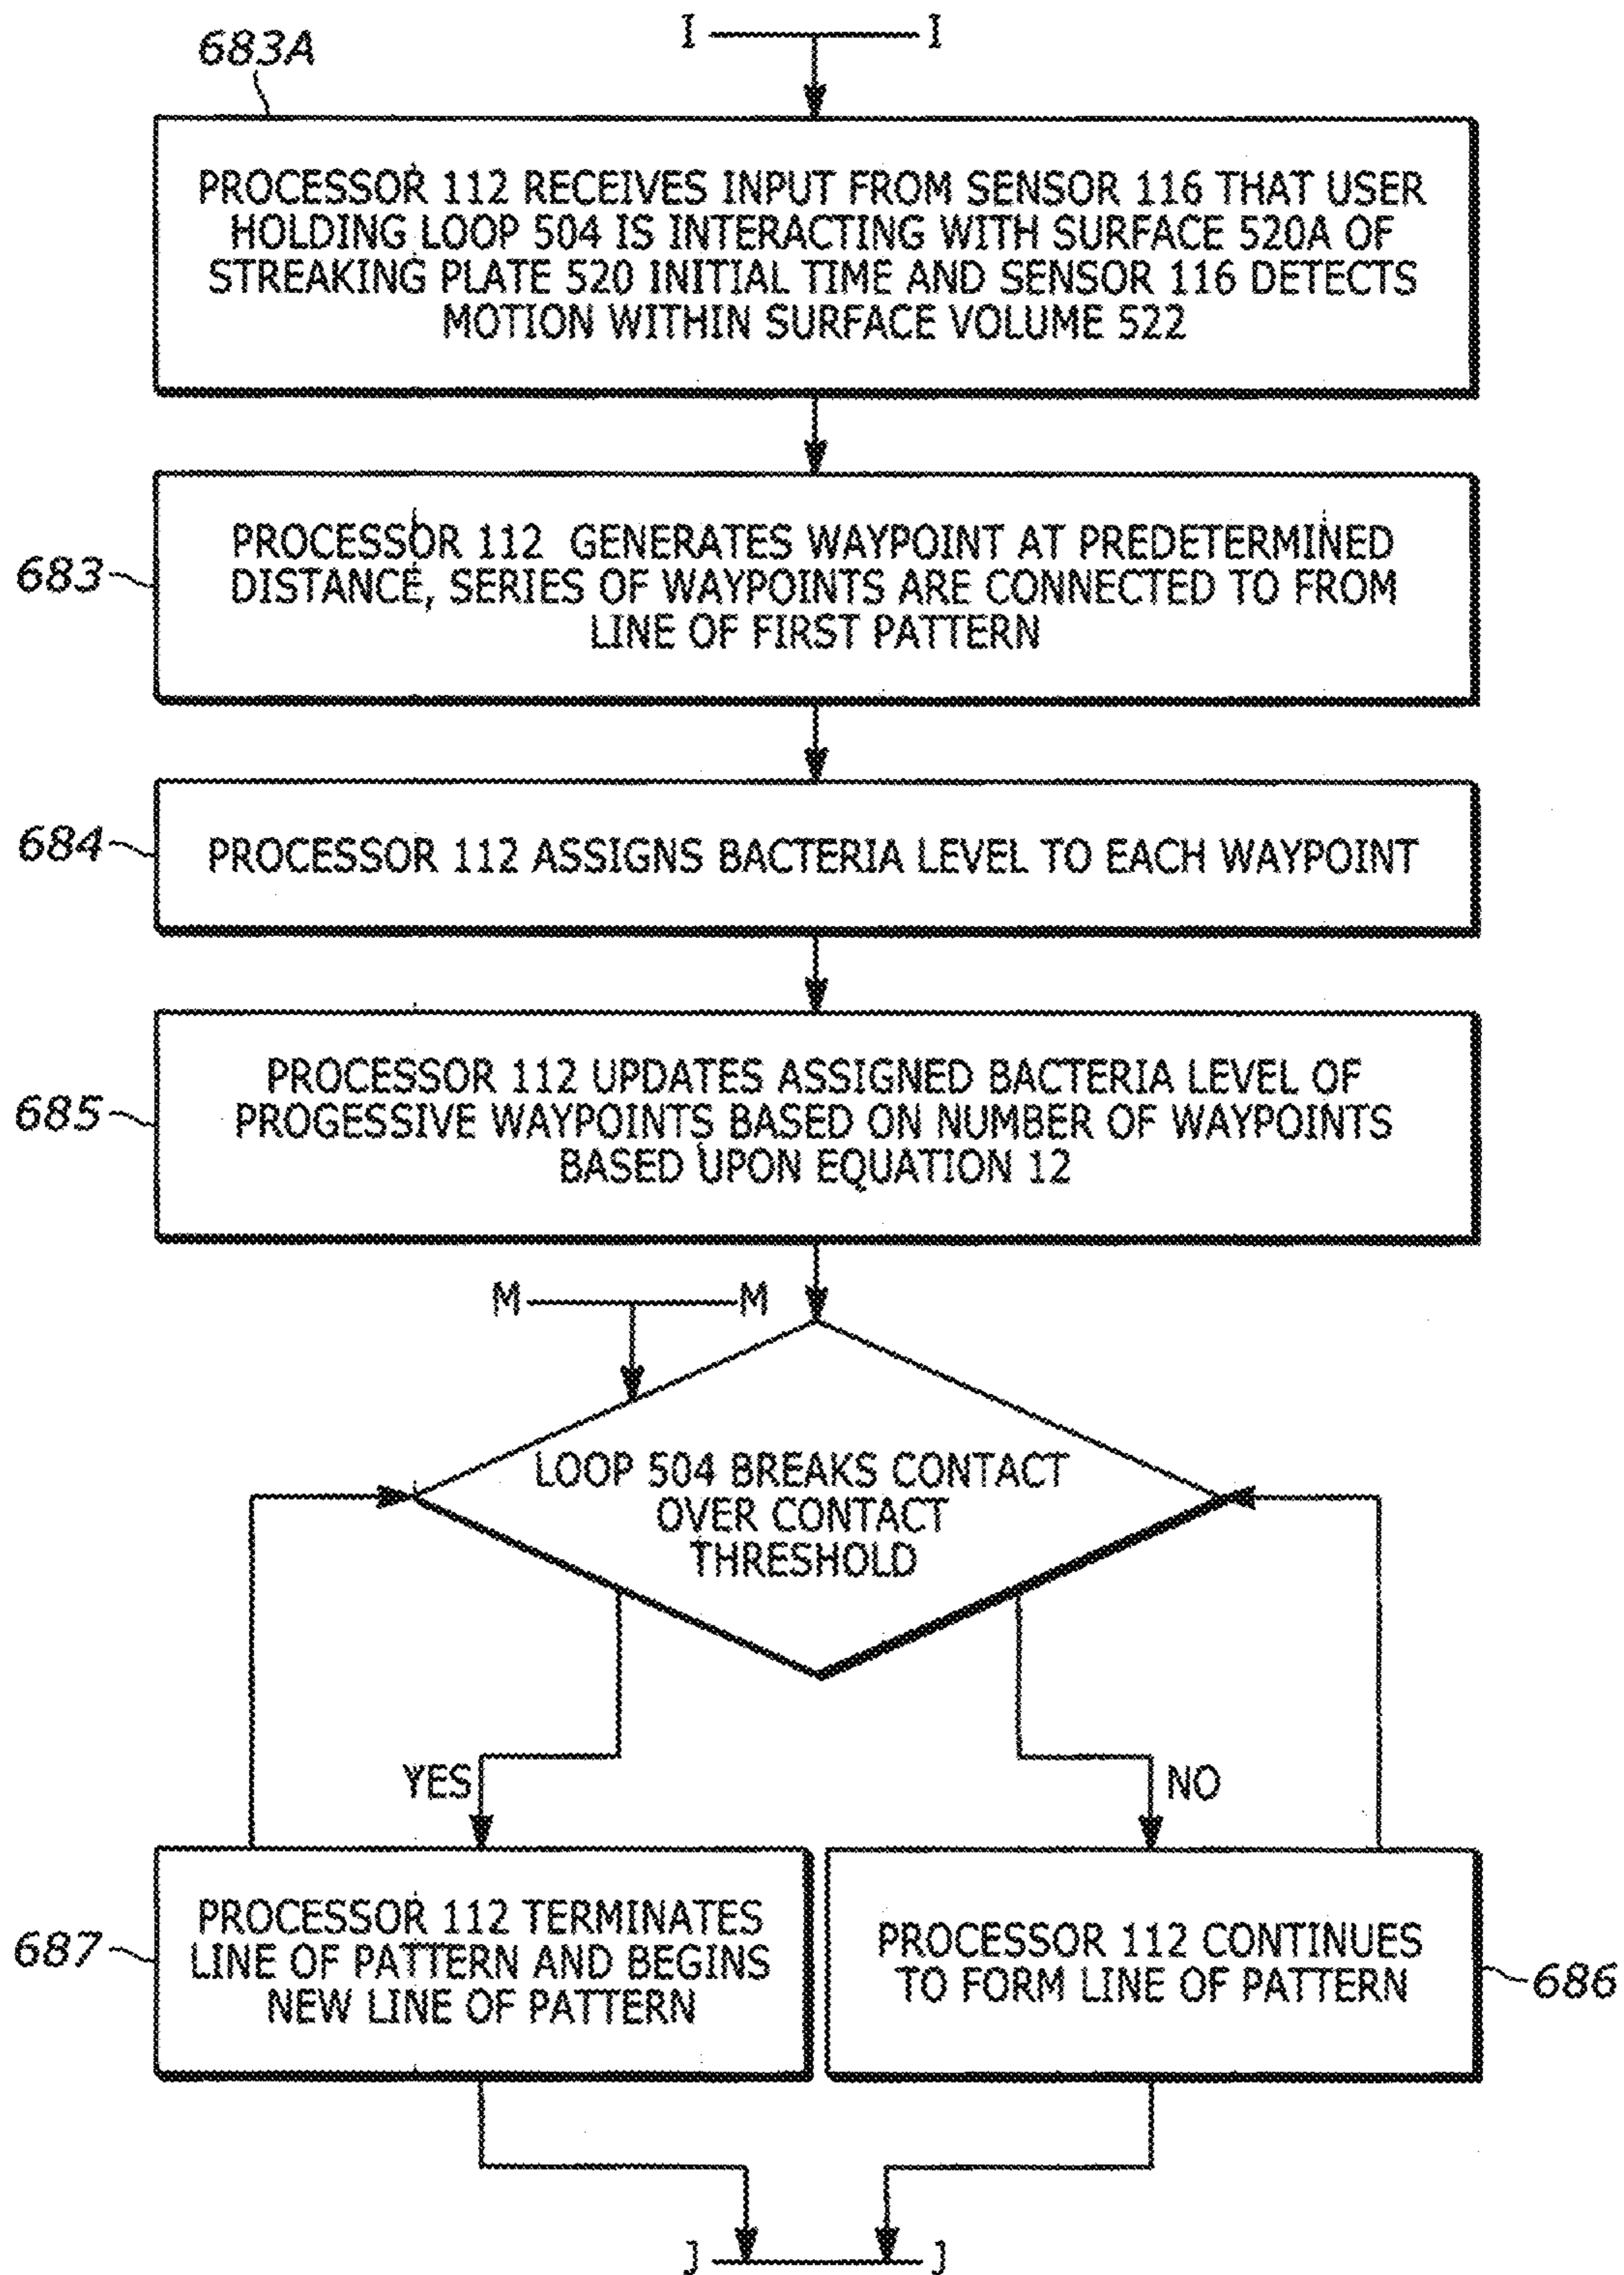 I I
683A
PROCESSOR 112 RECEIVES INPUT FROM SENSOR 116 THAT USER
HOLDING LOOP 504 IS INTERACTING WITH SURFACE 520A OF
STREAKING PLATE 520 INITIAL TIME AND SENSOR 116 DETECTS
MOTION WITHIN SURFACE VOLUME 522
683
PROCESSOR 112 GENERATES WAYPOINT AT PREDETERMINED
DISTANCE, SERIES OF WAYPOINTS ARE CONNECTED TO FROM
LINE OF FIRST PATTERN
684
PROCESSOR 112 ASSIGNS BACTERIA LEVEL TO EACH WAYPOINT
685
PROCESSOR 112 UPDATES ASSIGNED BACTERIA LEVEL OF
PROGESSIVE WAYPOINTS BASED ON NUMBER OF WAYPOINTS
BASED UPON EQUATION 12
M M
LOOP 504 BREAKS CONTACT
OVER CONTACT
THRESHOLD
YES
NO
687
PROCESSOR 112 TERMINATES
LINE OF PATTERN AND BEGINS
NEW LINE OF PATTERN
PROCESSOR 112 CONTINUES
TO FORM LINE OF PATTERN
686
J J